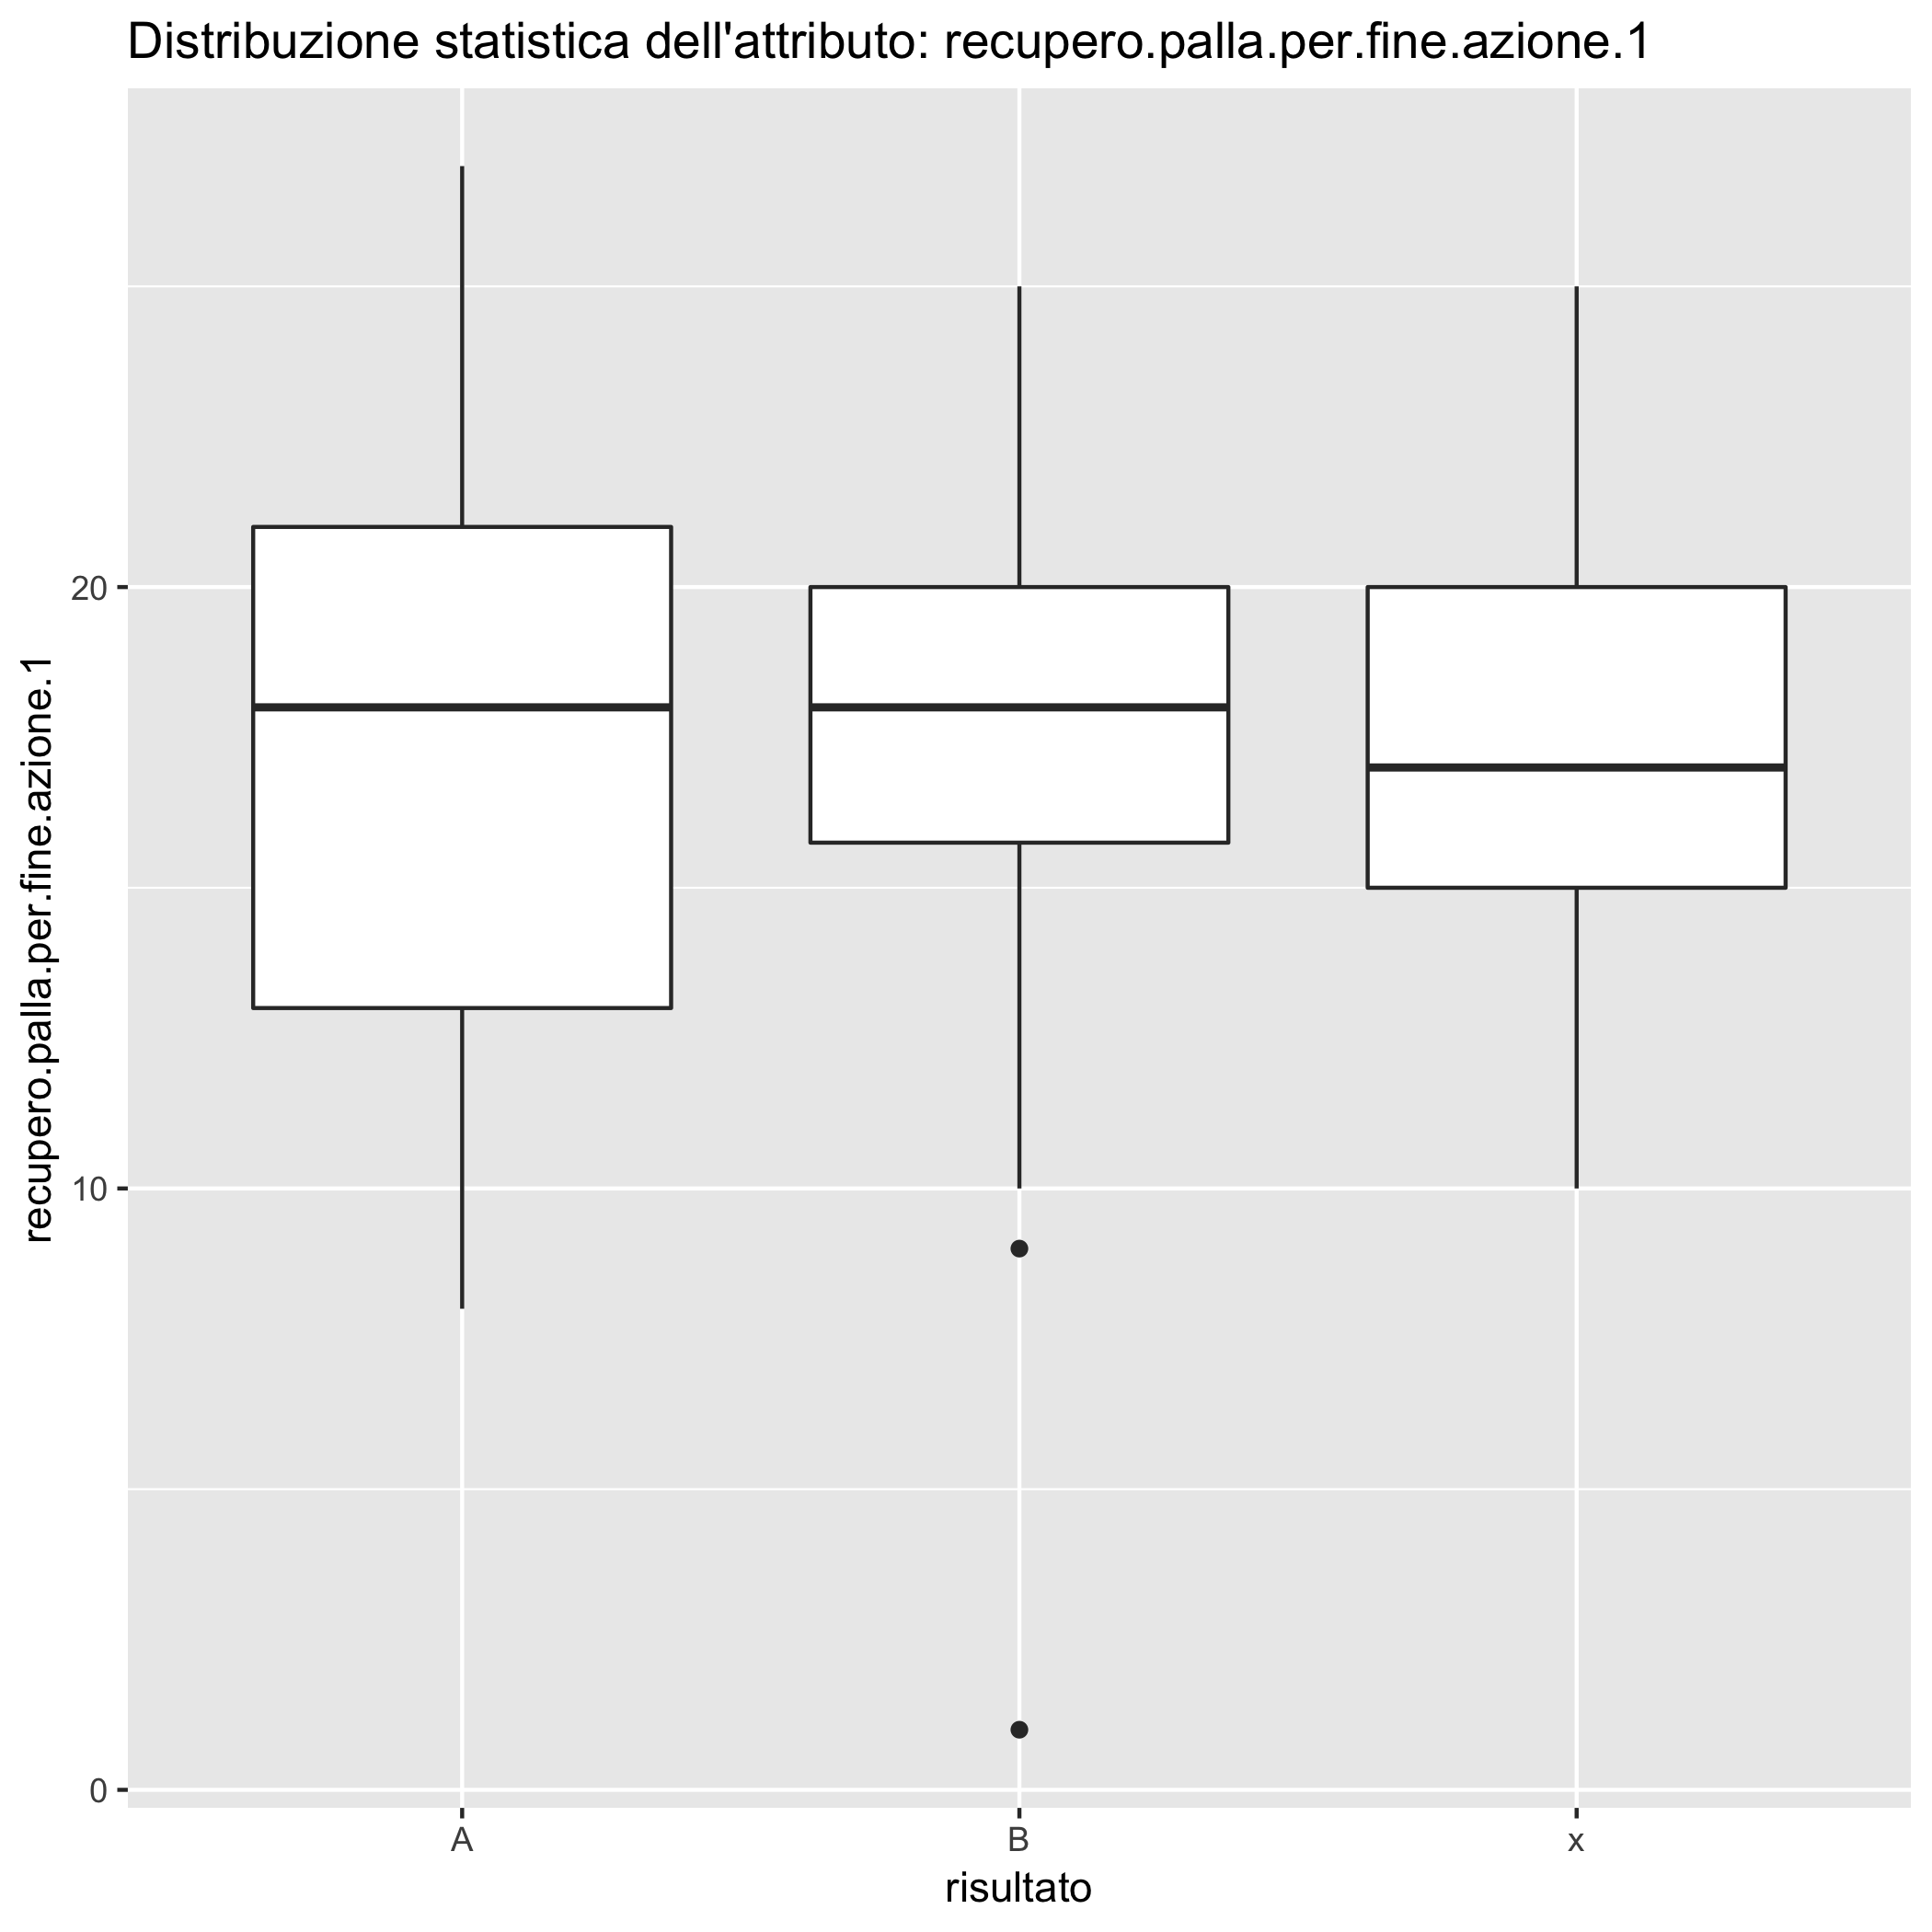 Distribuzione statistica dell'attributo: recupero.palla.per.fine.azione.1
recupero.palla.per.fine.azione.1
20
10
0
A
B
x
risultato